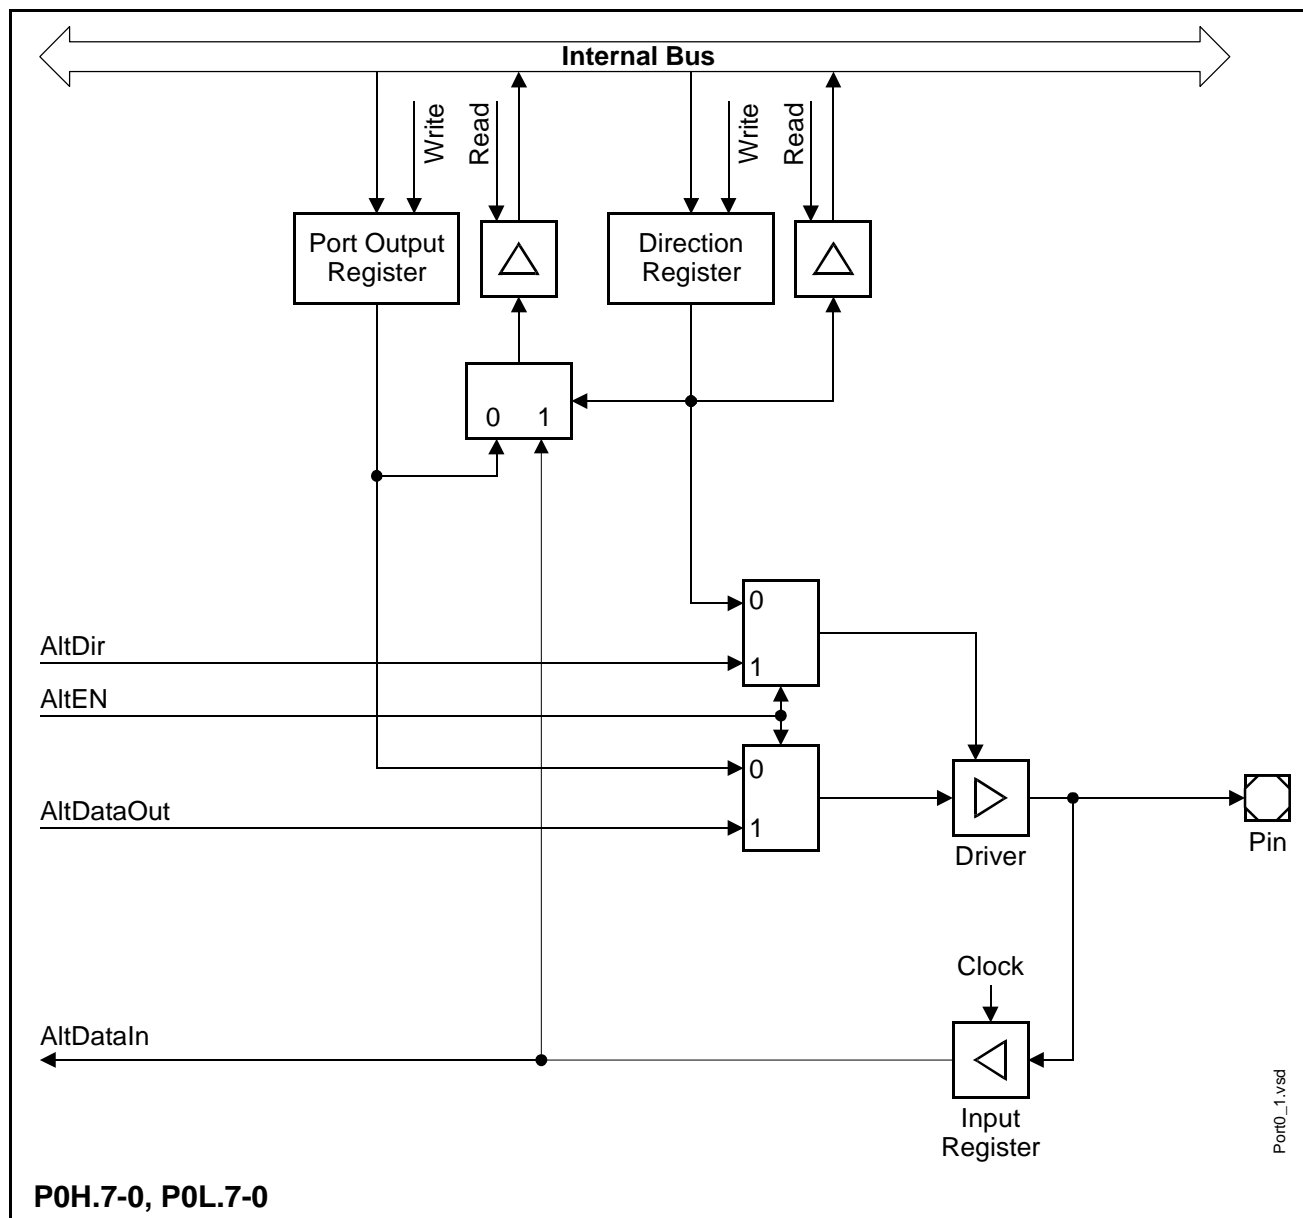 Internal Bus
Write
Read
Write
Read
Port Output
Register
Direction
Register
0 1
0
AltDir
1
AltEN
0
AltDataOut
1
Driver
Pin
Clock
AltDataIn
Input
Register
Port0_1.vsd
P0H.7-0, P0L.7-0